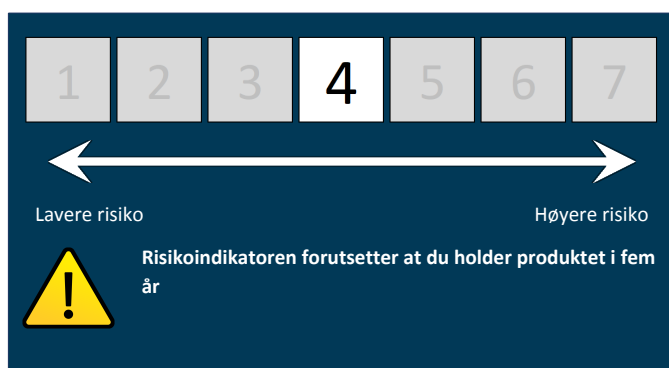 1 2 3 4 5 6 7
Lavere risiko Høyere risiko
Risikoindikatoren forutsetter at du holder produktet i fem
år